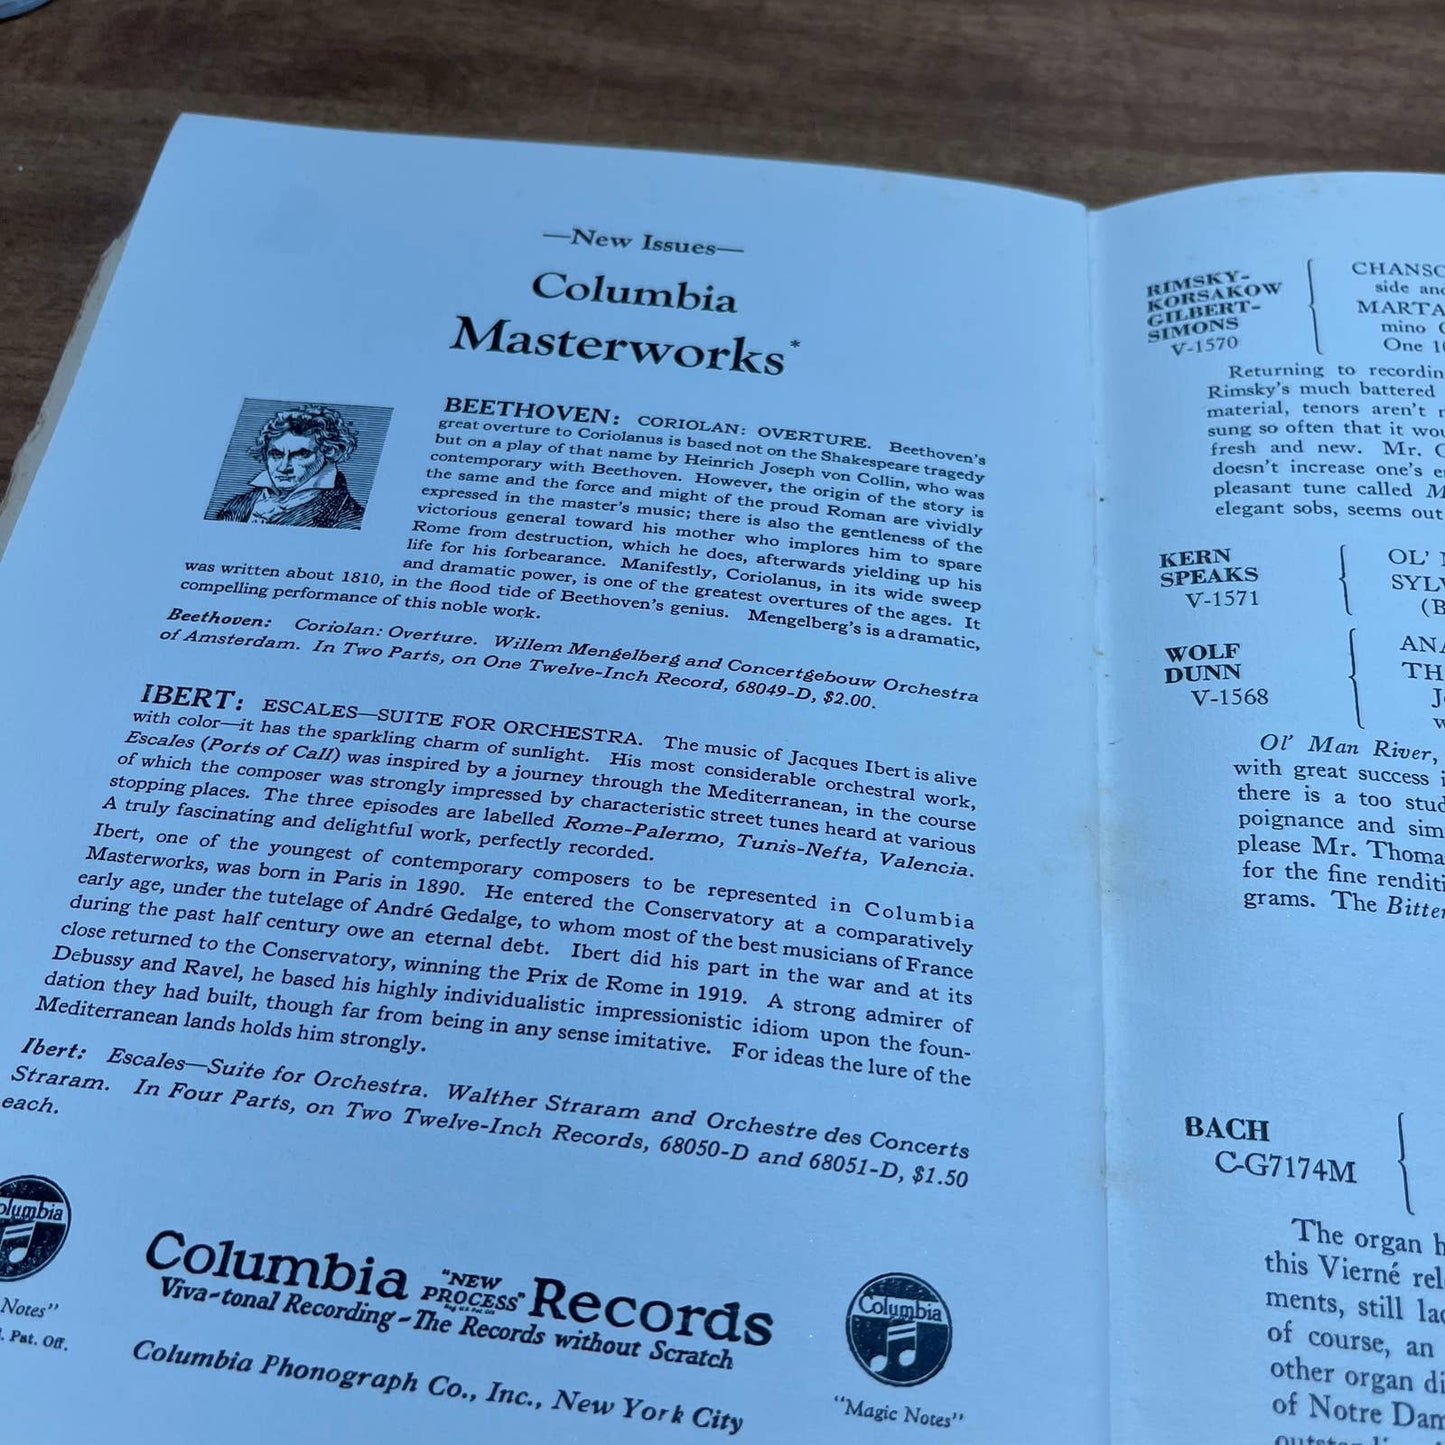 —New Issues—
Columbia
Masterworks*
BEETHOVEN: CORIOLAN: OVERTURE. Beethoven's
great overture to Coriolanus is based not on the Shakespeare tragedy
but on a play of that name by Heinrich Joseph von Collin, who was
contemporary with Beethoven. However, the origin of the story is
the same and the force and might of the proud Roman are vividly
expressed in the master's music; there is also the gentleness of the
victorious general toward his mother who implores him to spare
Rome from destruction, which he does, afterwards yielding up his
life for his forbearance. Manifestly, Coriolanus, in its wide sweep
and dramatic power, is one of the greatest overtures of the ages. It
was written about 1810, in the flood tide of Beethoven's genius. Mengelberg's is a dramatic,
compelling performance of this noble work.
Beethoven: Coriolan: Overture. Willem Mengelberg and Concertgebouw Orchestra
of Amsterdam. In Two Parts, on One Twelve-Inch Record, 68049-D, $2.00.
IBERT: ESCALES—SUITE FOR ORCHESTRA. The music of Jacques Ibert is alive
with color—it has the sparkling charm of sunlight. His most considerable orchestral work,
Escales (Ports of Call) was inspired by a journey through the Mediterranean, in the course
of which the composer was strongly impressed by characteristic street tunes heard at various
stopping places. The three episodes are labelled Rome-Palermo, Tunis-Nefta, Valencia.
A truly fascinating and delightful work, perfectly recorded.
Ibert, one of the youngest of contemporary composers to be represented in Columbia
Masterworks, was born in Paris in 1890. He entered the Conservatory at a comparatively
early age, under the tutelage of André Gedalge, to whom most of the best musicians of France
during the past half century owe an eternal debt. Ibert did his part in the war and at its
close returned to the Conservatory, winning the Prix de Rome in 1919. A strong admirer of
Debussy and Ravel, he based his highly individualistic impressionistic idiom upon the foun-
dation they had built, though far from being in any sense imitative. For ideas the lure of the
Mediterranean lands holds him strongly.
Ibert: Escales—Suite for Orchestra. Walther Straram and Orchestre des Concerts
Straram. In Four Parts, on Two Twelve-Inch Records, 68050-D and 68051-D, $1.50
each.
Columbia
Notes"
Pat. Off.
Columbia "NEW PROCESS" Records
Viva-tonal Recording - The Records without Scratch
Columbia Phonograph Co., Inc., New York City
Columbia
"Magic Notes"
RIMSKY-
KORSAKOW
GILBERT-
SIMONS
V-1570
CHANSO
side and
MARTA
mino
One 10
Returning to recordin
Rimsky's much battered
material, tenors aren't
sung so often that it wou
fresh and new. Mr.
doesn't increase one's
pleasant tune called
elegant sobs, seems out
KERN
SPEAKS
V-1571
OL'
SYLV
(B
WOLF
DUNN
V-1568
ANA
TH
Ol' Man River,
with great success
there is a too stud
poignance and sim
please Mr. Thoma
for the fine renditi
grams. The Bitter
BACH
C-G7174M
The organ h
this Vierné rel
ments, still lac
of course, an
other organ di
of Notre Dam